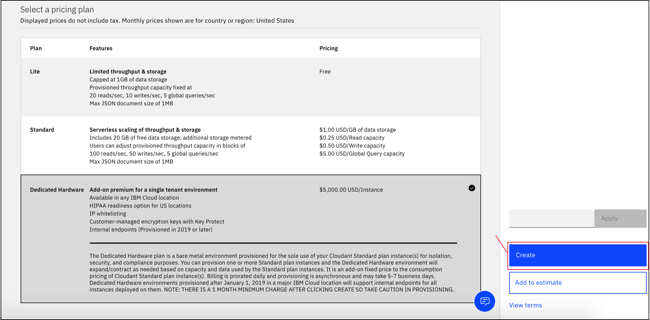 Select a pricing plan
Displayed prices do not include tax. Monthly prices shown are for country or region: United States
Plan Features Pricing
Lite Limited throughput & storage Free
Capped at 1GB of data storage
Provisioned throughput capacity fixed at
20 reads/sec, 10 writes/sec, 5 global queries/sec
Max JSON document size of 1MB
Standard Serverless scaling of throughput & storage $1.00 USD/GB of data storage
Includes 20 GB of free data storage; additional storage metered $0.25 USD/Read capacity
Users can adjust provisioned throughput capacity in blocks of $0.50 USD/Write capacity
100 reads/sec, 50 writes/sec, 5 global queries/sec $5.00 USD/Global Query capacity
Max JSON document size of 1MB
Dedicated Hardware Add-on premium for a single tenant environment $5,000.00 USD/Instance
Available in any IBM Cloud location
HIPAA readiness option for US locations
IP whitelisting
Customer-managed encryption keys with Key Protect
Internal endpoints (Provisioned in 2019 or later)
The Dedicated Hardware plan is a bare metal environment provisioned for the sole use of your Cloudant Standard plan instance(s) for isolation,
security, and compliance purposes. You can provision one or more Standard plan instances and the Dedicated Hardware environment will
expand/contract as needed based on capacity and data used by the Standard plan instances. It is an add-on fixed price to the consumption
pricing of Cloudant Standard plan instance(s). Billing is prorated daily and provisioning is asynchronous and may take 5-7 business days.
Dedicated Hardware environments provisioned after January 1, 2019 in a major IBM Cloud location will support internal endpoints for all
instances deployed on them. NOTE: THERE IS A 1 MONTH MINIMUM CHARGE AFTER CLICKING CREATE SO TAKE CAUTION IN PROVISIONING.
Apply
Create
Add to estimate
View terms